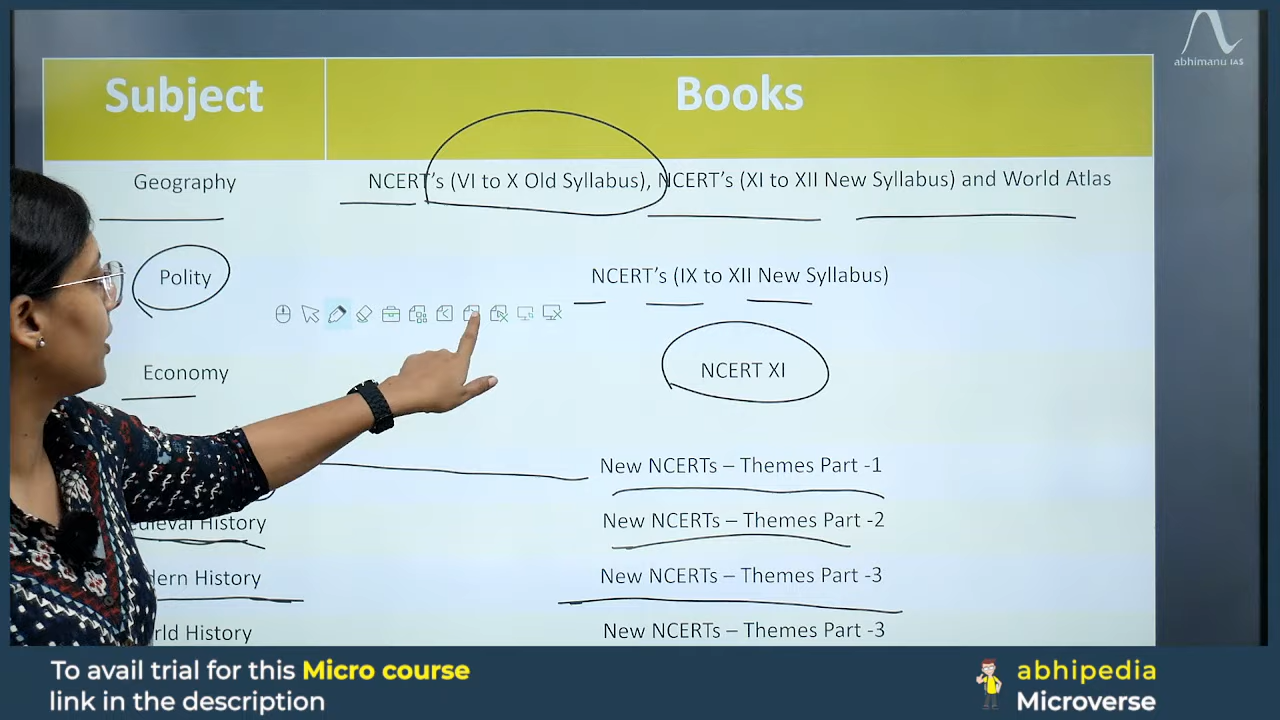 abhimanu IAS
Subject Books
Geography NCERT's (VI to X Old Syllabus), NCERT's (XI to XII New Syllabus) and World Atlas
Polity NCERT's (IX to XII New Syllabus)
Economy NCERT XI
New NCERTs – Themes Part -1
History New NCERTs – Themes Part -2
History New NCERTs – Themes Part -3
History New NCERTs – Themes Part -3
To avail trial for this Micro course
link in the description
abhipedia
Microverse